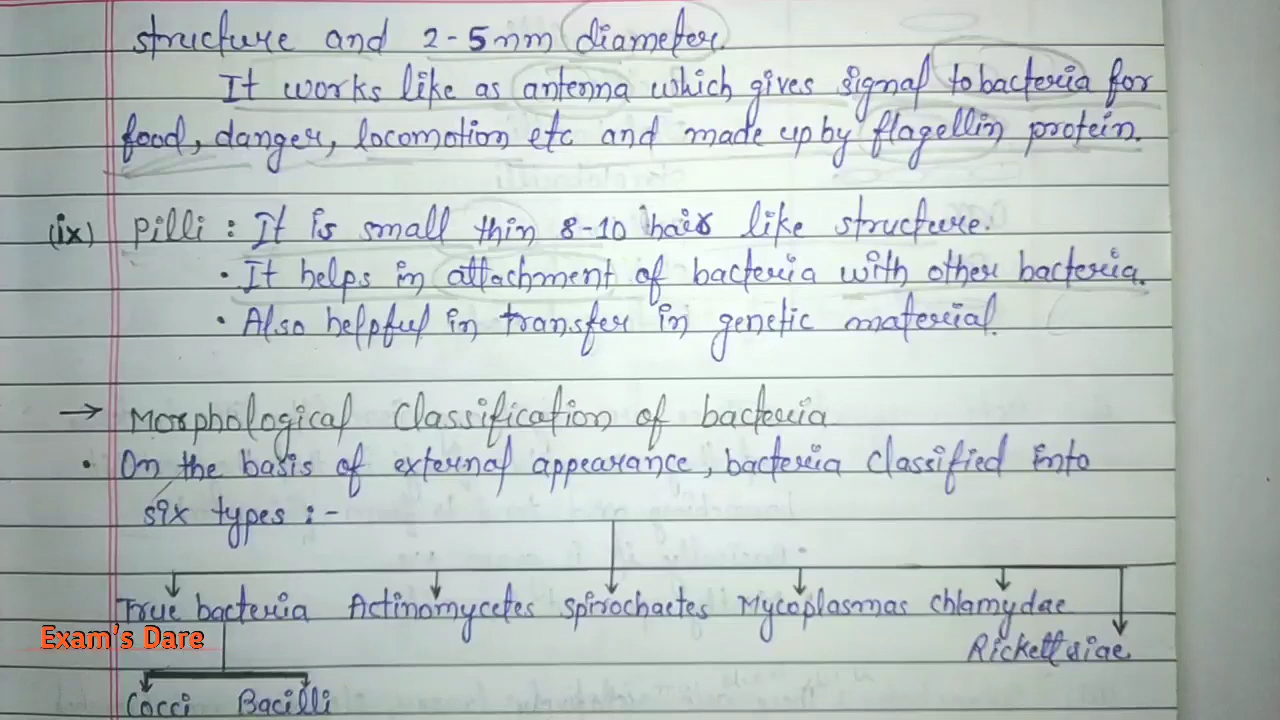 structure and 2-5nm diameter.
It works like as antenna which gives signal to bacteria for
food, danger, locomotion etc and made up by flagellin protein.
(ix) Pilli : It is small thin 8-10 hair like structure.
• It helps in attachment of bacteria with other bacteria.
• Also helpful in transfer in genetic material.
→ Morphological Classification of bacteria
• On the basis of external appearance, bacteria classified into
six types :-
True bacteria Actinomycetes Spirochaetes Mycoplasmas chlamydae
Rickettsiae
Exam's Dare
Cocci Bacilli